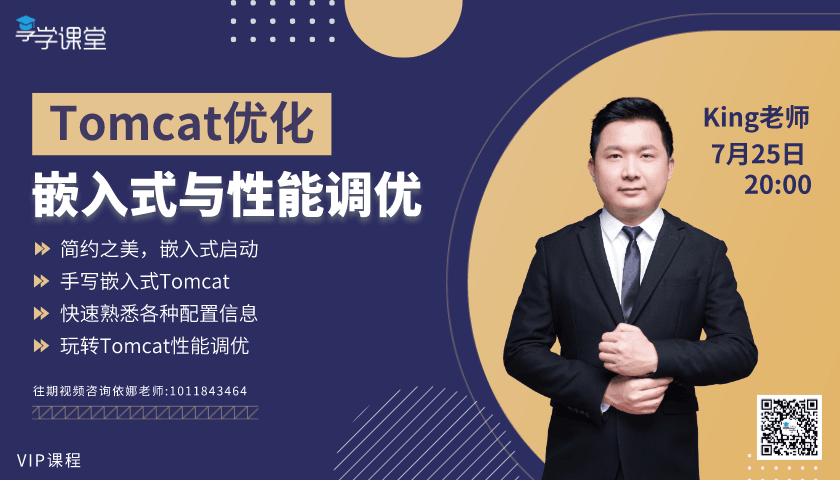 享学课堂
Tomcat优化
嵌入式与性能调优
简约之美，嵌入式启动
手写嵌入式Tomcat
快速熟悉各种配置信息
玩转Tomcat性能调优
往期视频咨询依娜老师:1011843464
VIP课程
King老师
7月25日
20:00